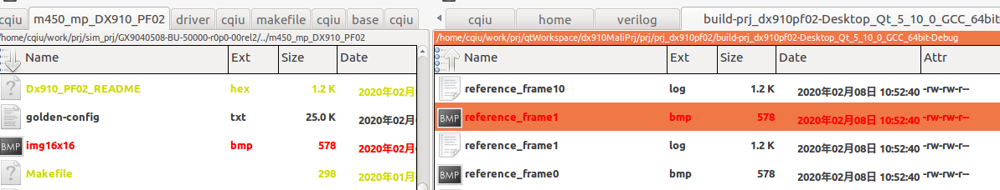 cqiu m450_mp_DX910_PF02 driver cqiu makefile cqiu base cqiu
/home/cqiu/work/prj/sim_prj/GX9040508-BU-50000-r0p0-00rel2/../m450_mp_DX910_PF02
Name Ext Size Date
Dx910_PF02_README hex 1.2 K 2020年02月0
golden-config txt 25.0 K 2020年02月0
img16x16 bmp 578 2020年02月0
Makefile 298 2020年01月0
cqiu home verilog build-prj_dx910pf02-Desktop_Qt_5_10_0_GCC_64bit
/home/cqiu/work/prj/qtWorkspace/dx910MaliPrj/prj/prj_dx910pf02/build-prj_dx910pf02-Desktop_Qt_5_10_0_GCC_64bit-Debug
Name Ext Size Date Attr
reference_frame10 log 1.2 K 2020年02月08日 10:52:40 -rw-rw-r--
BMP reference_frame1 bmp 578 2020年02月08日 10:52:40 -rw-rw-r--
reference_frame1 log 1.2 K 2020年02月08日 10:52:40 -rw-rw-r--
BMP reference_frame0 bmp 578 2020年02月08日 10:52:40 -rw-rw-r--